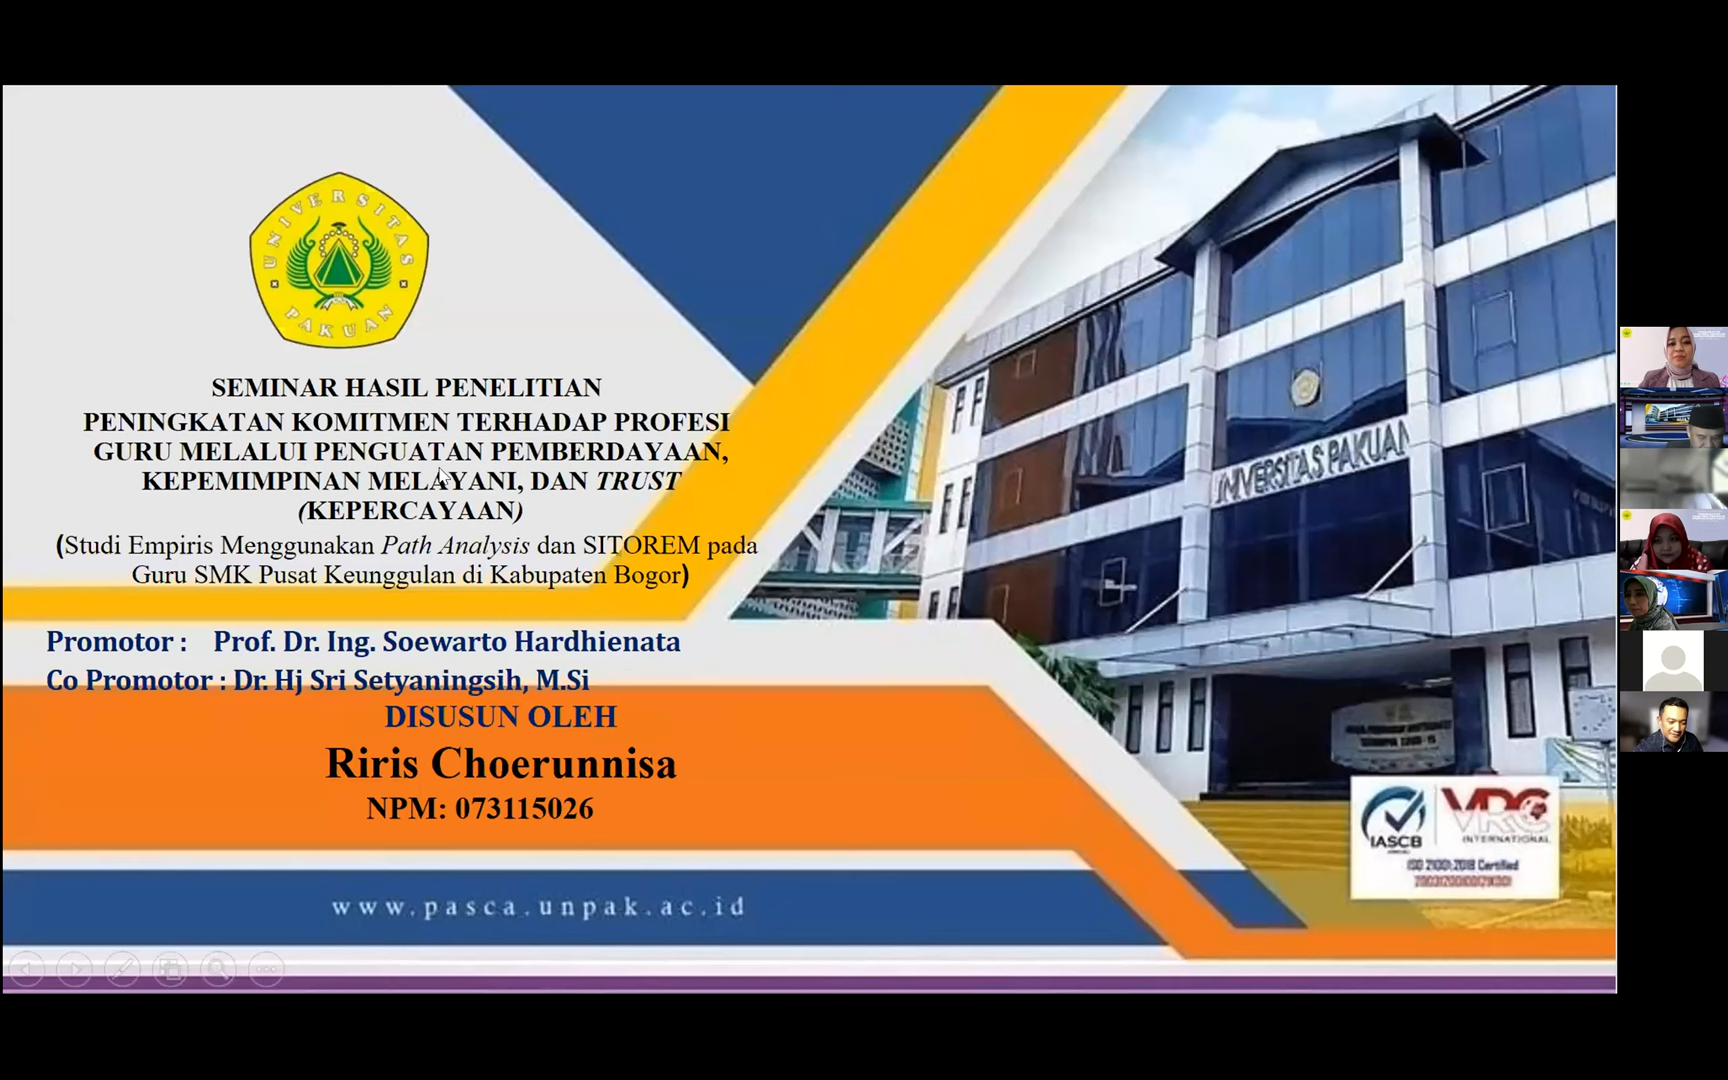 UNIVERSITAS
PAKUAN
SEMINAR HASIL PENELITIAN
PENINGKATAN KOMITMEN TERHADAP PROFESI
GURU MELALUI PENGUATAN PEMBERDAYAAN,
KEPEMIMPINAN MELAYANI, DAN TRUST
(KEPERCAYAAN)
(Studi Empiris Menggunakan Path Analysis dan SITOREM pada
Guru SMK Pusat Keunggulan di Kabupaten Bogor)
Promotor : Prof. Dr. Ing. Soewarto Hardhienata
Co Promotor : Dr. Hj Sri Setyaningsih, M.Si
DISUSUN OLEH
Riris Choerunnisa
NPM: 073115026
www.pasca.unpak.ac.id
UNIVERSITAS PAKUAN
IASCB
VRC
INTERNATIONAL
ISO 21001:2018 Certified